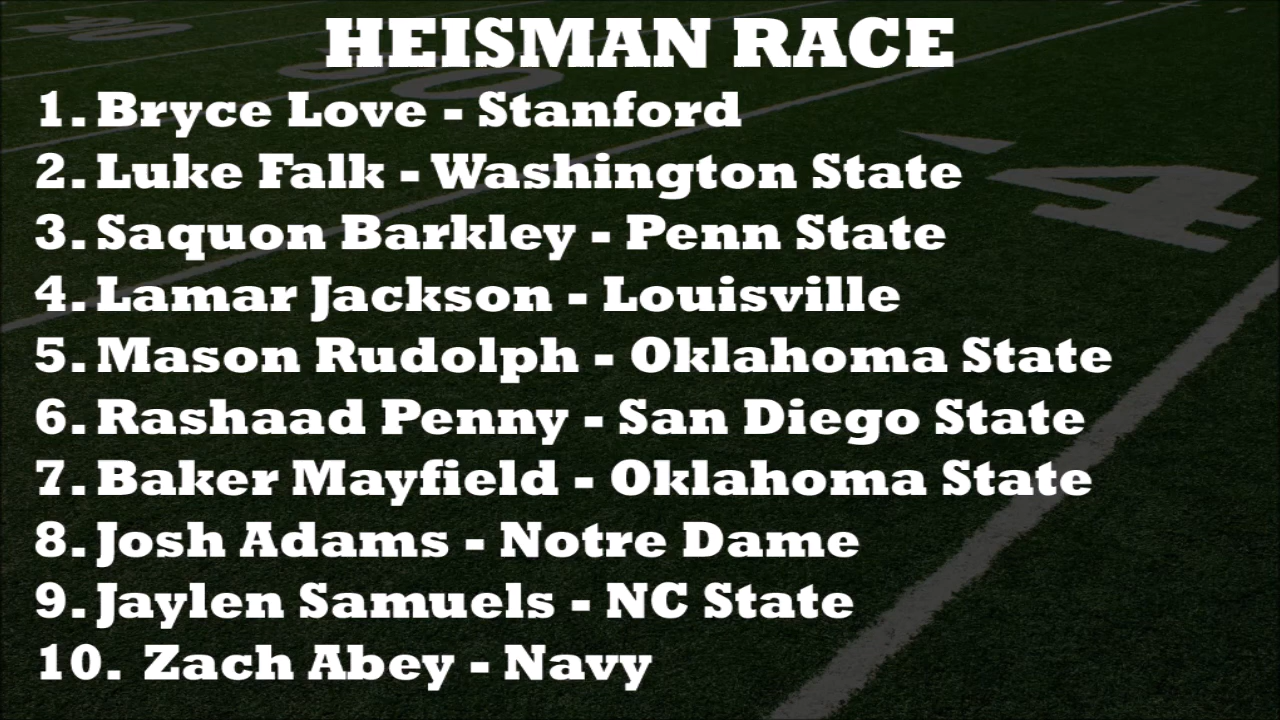 HEISMAN RACE
1. Bryce Love - Stanford
2. Luke Falk - Washington State
3. Saquon Barkley - Penn State
4. Lamar Jackson - Louisville
5. Mason Rudolph - Oklahoma State
6. Rashaad Penny - San Diego State
7. Baker Mayfield - Oklahoma State
8. Josh Adams - Notre Dame
9. Jaylen Samuels - NC State
10. Zach Abey - Navy
4